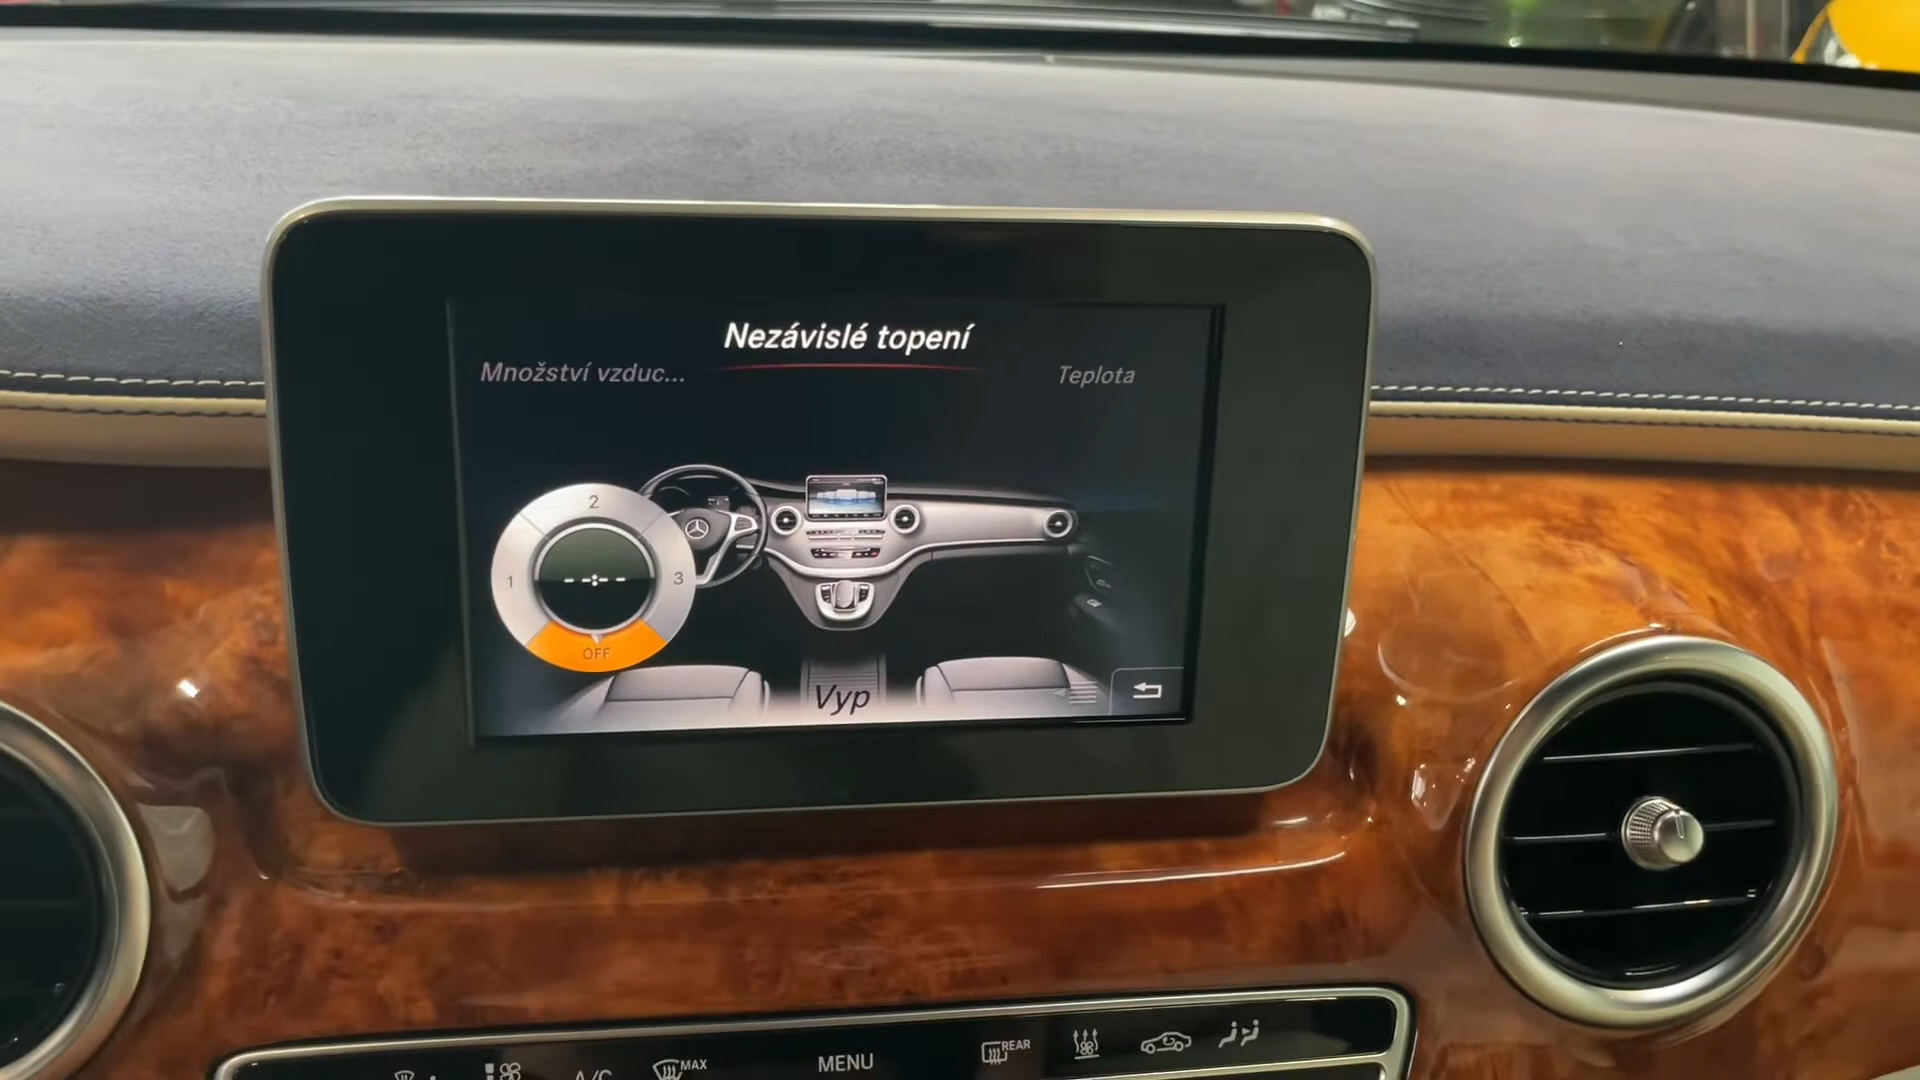 Nezávislé topení
Množství vzduc...
Teplota
2
1
3
OFF
Vyp
A/C
MAX
MENU
REAR